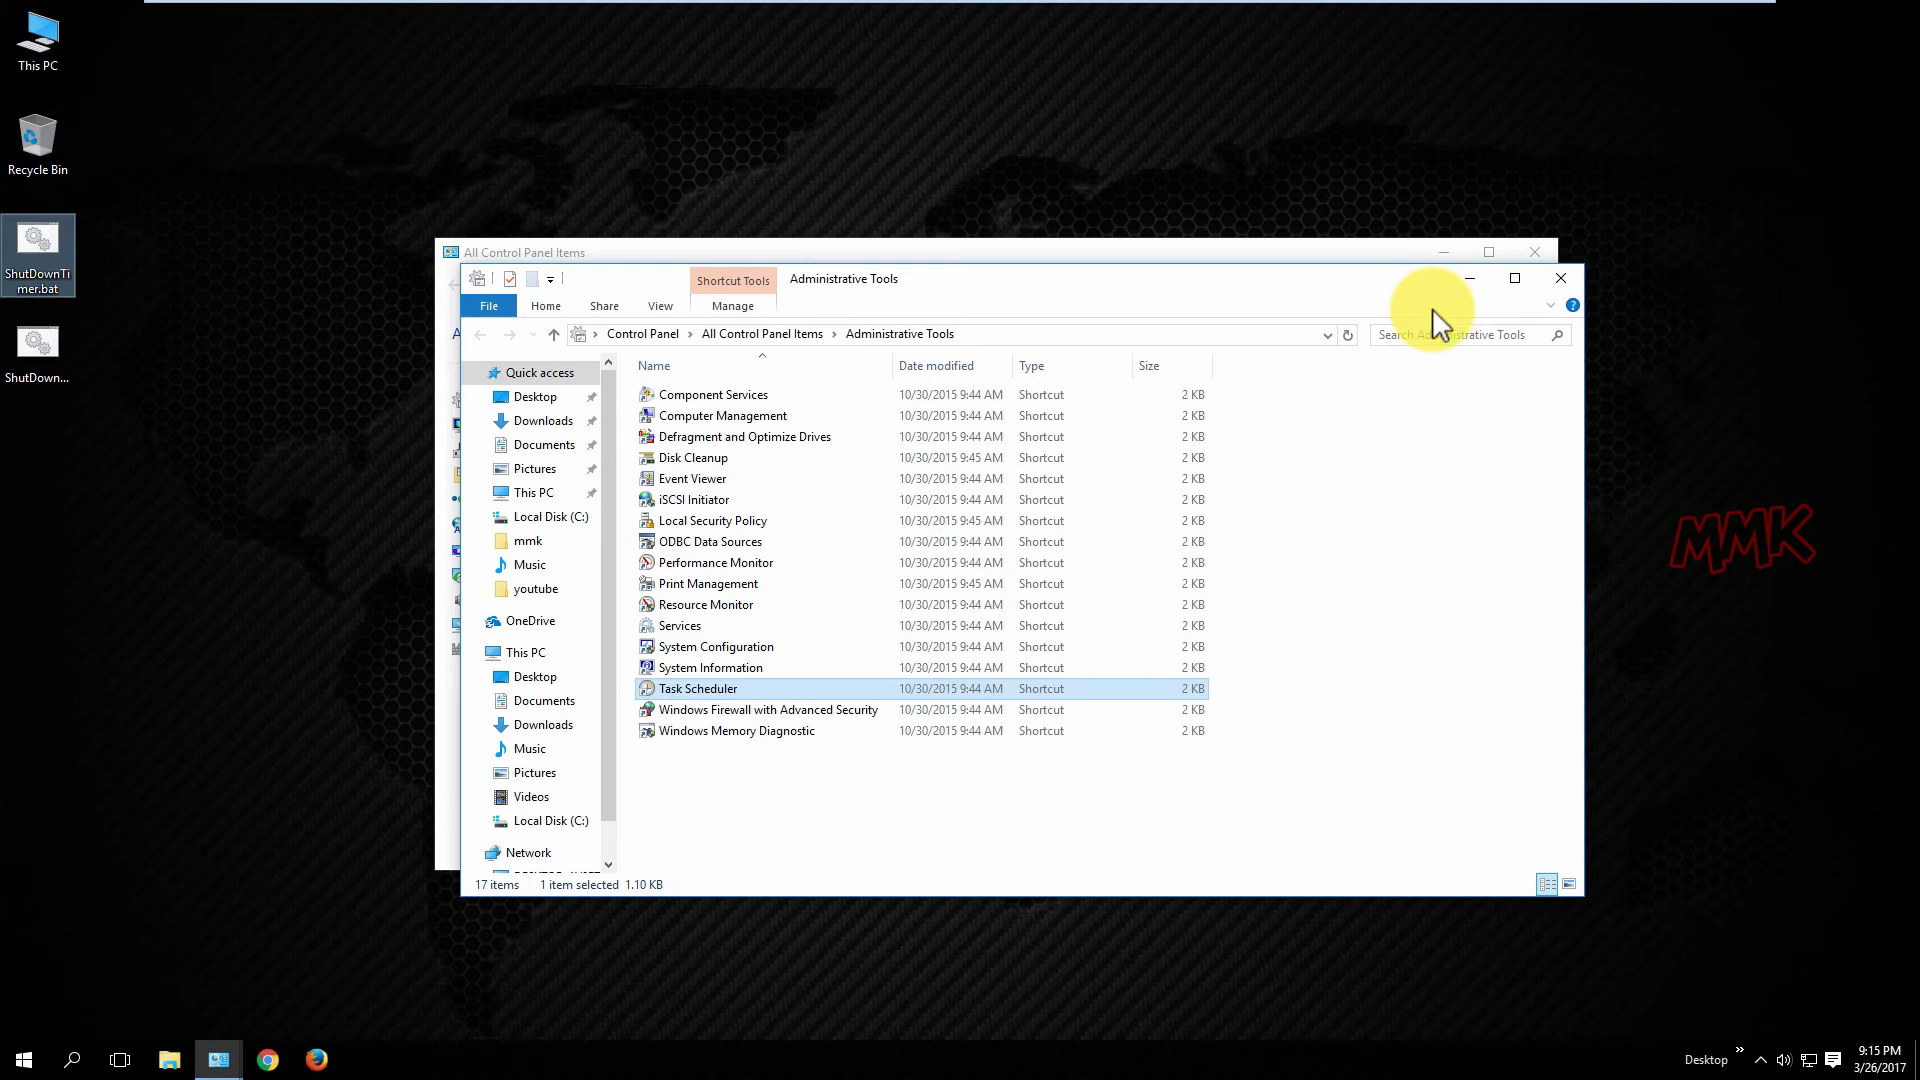 This PC
Recycle Bin
ShutDownTi
mer.bat
ShutDown...
All Control Panel Items
Shortcut Tools
Administrative Tools
File
Home
Share
View
Manage
Control Panel
All Control Panel Items
Administrative Tools
Search Administrative Tools
Name
Date modified
Type
Size
Quick access
Desktop
Downloads
Documents
Pictures
This PC
Local Disk (C:)
mmk
Music
youtube
OneDrive
This PC
Desktop
Documents
Downloads
Music
Pictures
Videos
Local Disk (C:)
Network
Component Services 10/30/2015 9:44 AM Shortcut 2 KB
Computer Management 10/30/2015 9:44 AM Shortcut 2 KB
Defragment and Optimize Drives 10/30/2015 9:44 AM Shortcut 2 KB
Disk Cleanup 10/30/2015 9:45 AM Shortcut 2 KB
Event Viewer 10/30/2015 9:44 AM Shortcut 2 KB
iSCSI Initiator 10/30/2015 9:44 AM Shortcut 2 KB
Local Security Policy 10/30/2015 9:45 AM Shortcut 2 KB
ODBC Data Sources 10/30/2015 9:44 AM Shortcut 2 KB
Performance Monitor 10/30/2015 9:44 AM Shortcut 2 KB
Print Management 10/30/2015 9:45 AM Shortcut 2 KB
Resource Monitor 10/30/2015 9:44 AM Shortcut 2 KB
Services 10/30/2015 9:44 AM Shortcut 2 KB
System Configuration 10/30/2015 9:44 AM Shortcut 2 KB
System Information 10/30/2015 9:44 AM Shortcut 2 KB
Task Scheduler 10/30/2015 9:44 AM Shortcut 2 KB
Windows Firewall with Advanced Security 10/30/2015 9:44 AM Shortcut 2 KB
Windows Memory Diagnostic 10/30/2015 9:44 AM Shortcut 2 KB
17 items 1 item selected 1.10 KB
MMK
Desktop
9:15 PM
3/26/2017